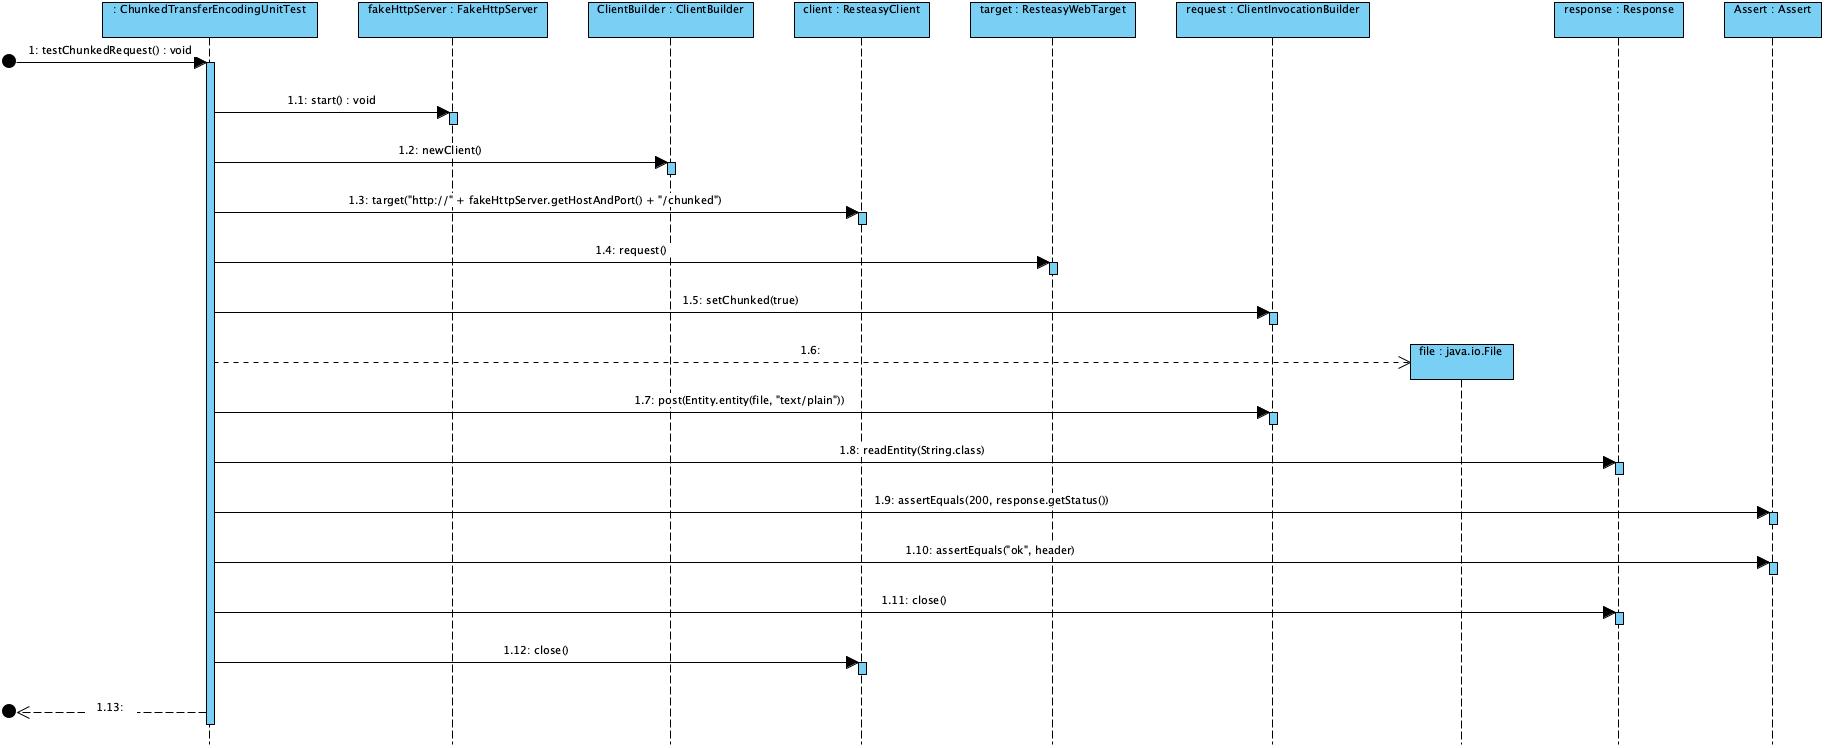 : ChunkedTransferEncodingUnitTest
fakeHttpServer : FakeHttpServer
ClientBuilder : ClientBuilder
client : ResteasyClient
target : ResteasyWebTarget
request : ClientInvocationBuilder
response : Response
Assert : Assert
1: testChunkedRequest() : void
1.1: start() : void
1.2: newClient()
1.3: target("http://" + fakeHttpServer.getHostAndPort() + "/chunked")
1.4: request()
1.5: setChunked(true)
1.6:
file : java.io.File
1.7: post(Entity.entity(file, "text/plain"))
1.8: readEntity(String.class)
1.9: assertEquals(200, response.getStatus())
1.10: assertEquals("ok", header)
1.11: close()
1.12: close()
1.13: